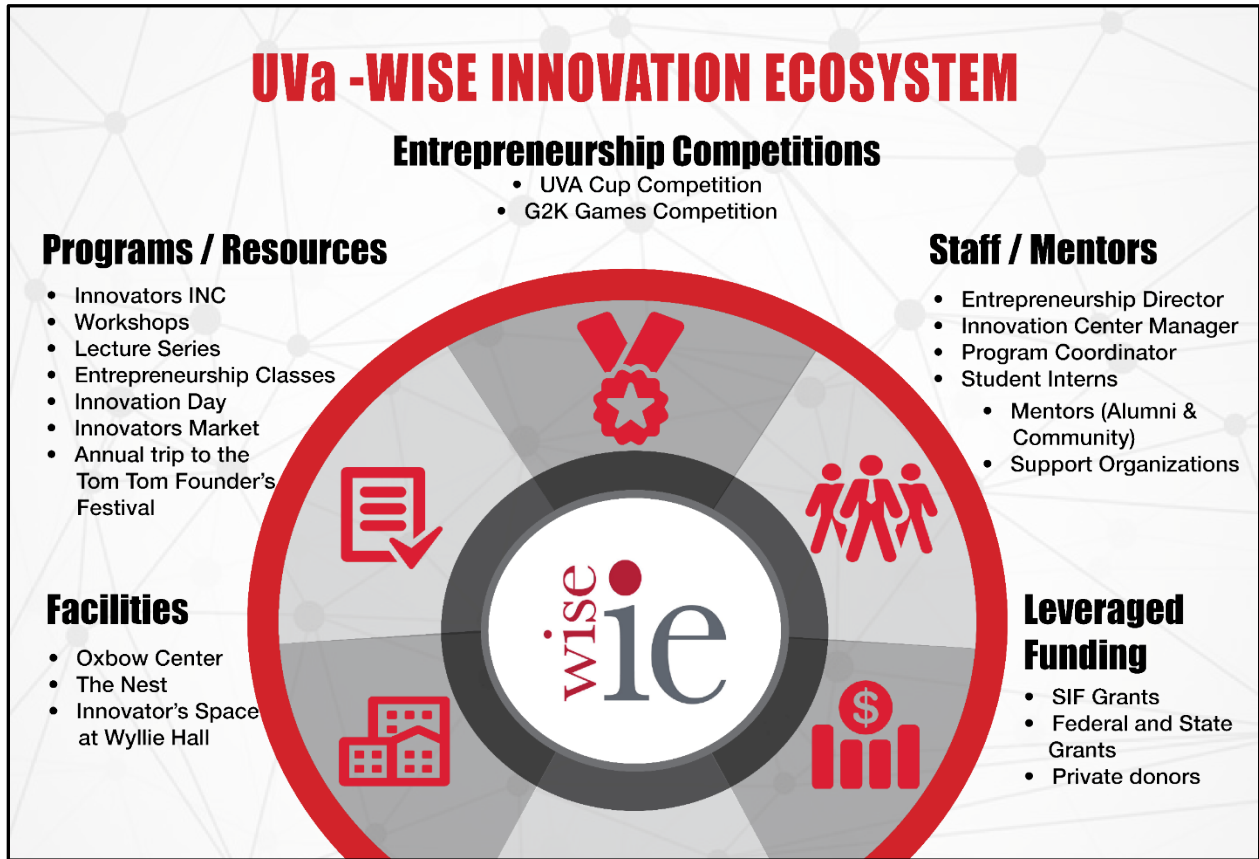 UVa -WISE INNOVATION ECOSYSTEM
Entrepreneurship Competitions
• UVA Cup Competition
• G2K Games Competition
Programs / Resources
• Innovators INC
• Workshops
• Lecture Series
• Entrepreneurship Classes
• Innovation Day
• Innovators Market
• Annual trip to the
Tom Tom Founder's
Festival
Staff / Mentors
• Entrepreneurship Director
• Innovation Center Manager
• Program Coordinator
• Student Interns
• Mentors (Alumni &
Community)
• Support Organizations
Facilities
• Oxbow Center
• The Nest
• Innovator's Space
at Wyllie Hall
wise
ie
$
Leveraged
Funding
• SIF Grants
• Federal and State
Grants
• Private donors